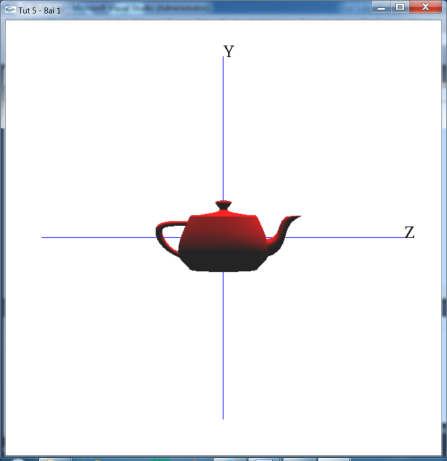 Tut 5 - Bai 1
Microsoft Visual Studio (Administrator)
Y
Z